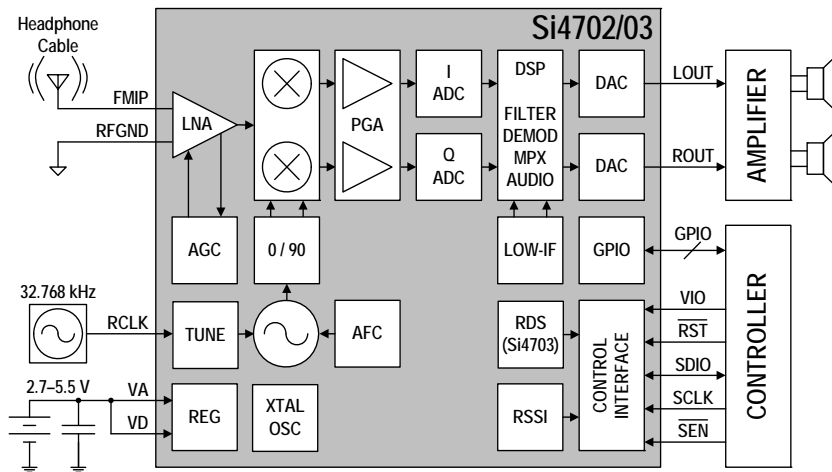 Si4702/03
Headphone
Cable
FMIP
RFGND
LNA
PGA
I
ADC
Q
ADC
DSP
FILTER
DEMOD
MPX
AUDIO
DAC
DAC
LOUT
ROUT
AMPLIFIER
AGC
0 / 90
LOW-IF
GPIO
GPIO
CONTROLLER
32.768 kHz
RCLK
TUNE
AFC
RDS
(Si4703)
CONTROL
INTERFACE
VIO
RST
SDIO
SCLK
SEN
2.7–5.5 V
VA
VD
REG
XTAL
OSC
RSSI